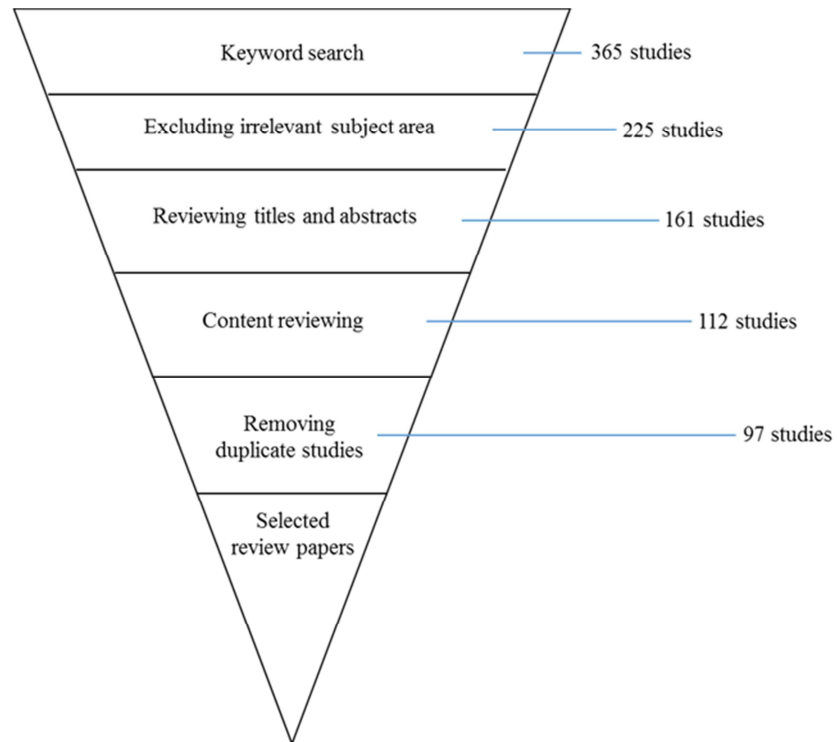 Keyword search
365 studies
Excluding irrelevant subject area
225 studies
Reviewing titles and abstracts
161 studies
Content reviewing
112 studies
Removing
duplicate studies
97 studies
Selected
review papers